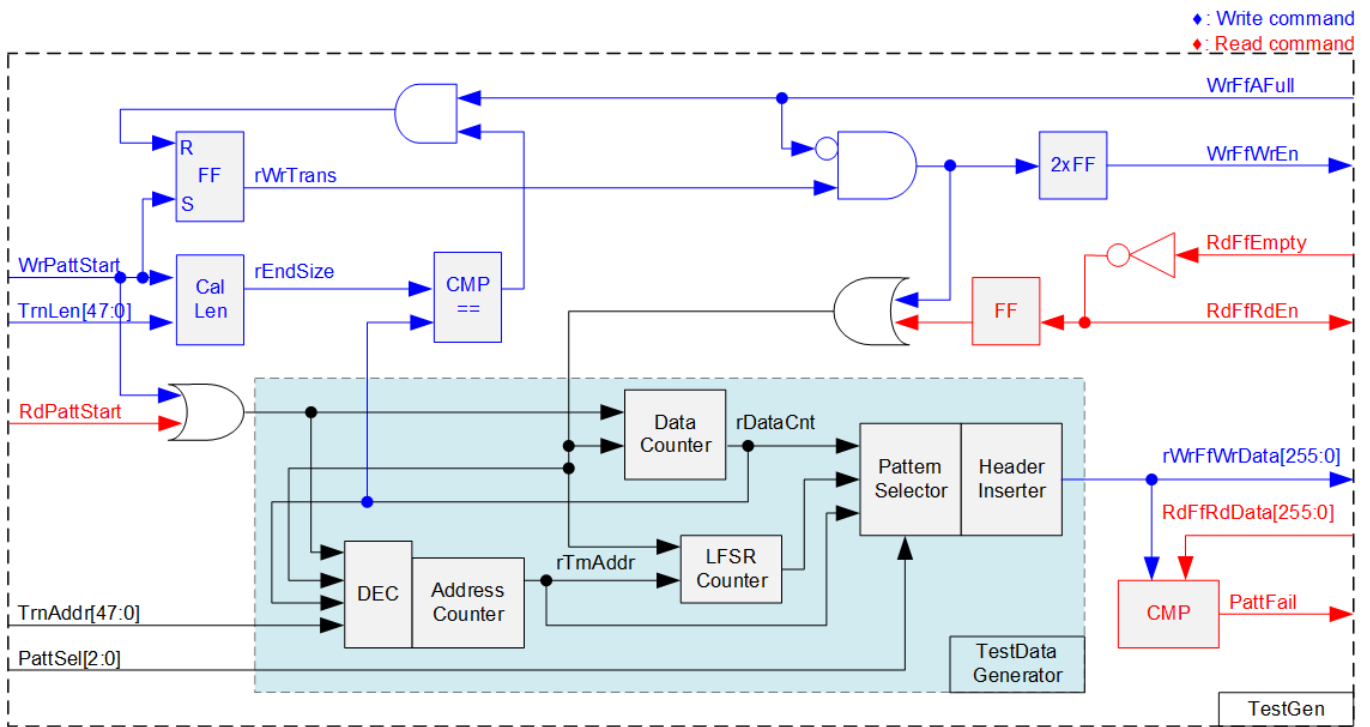 ♦: Write command
♦: Read command
WrFfAFull
R
FF
S
rWrTrans
2xFF
WrFfWrEn
WrPattStart
TrnLen[47:0]
Cal
Len
rEndSize
CMP
==
RdFfEmpty
FF
RdFfRdEn
RdPattStart
Data
Counter
rDataCnt
Pattern
Selector
Header
Inserter
rWrFfWrData[255:0]
RdFfRdData[255:0]
DEC
Address
Counter
rTrnAddr
LFSR
Counter
CMP
PattFail
TrnAddr[47:0]
PattSel[2:0]
TestData
Generator
TestGen